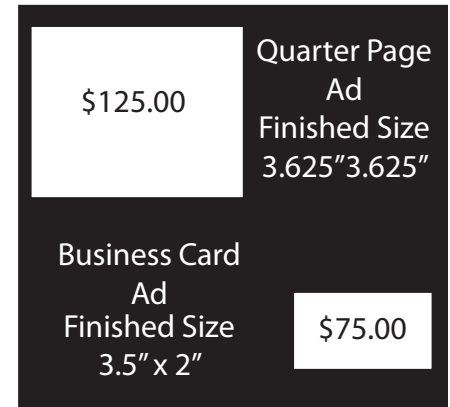 $125.00
Quarter Page
Ad
Finished Size
3.625”3.625”
Business Card
Ad
Finished Size
3.5” x 2”
$75.00